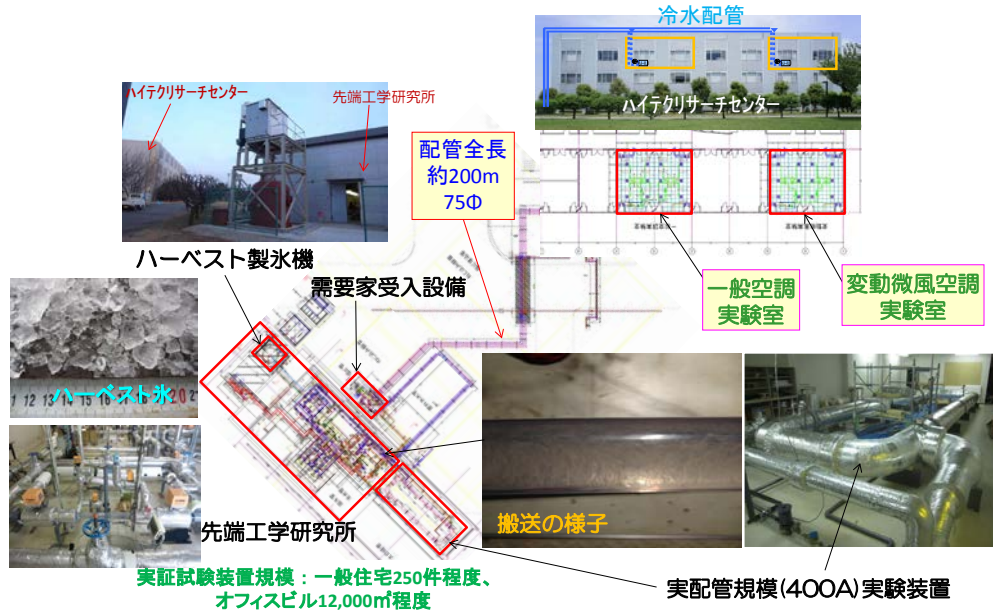 冷水配管
ハイテクリサーチセンター
ハイテクリサーチセンター
先端工学研究所
配管全長
約200m
75Φ
ハーベスト製氷機
需要家受入設備
一般空調
実験室
変動微風空調
実験室
ハーベスト氷
11 12 13 14 15 16
20
搬送の様子
先端工学研究所
実証試験装置規模：一般住宅250件程度、
オフィスビル12,000㎡程度
実配管規模(400A)実験装置